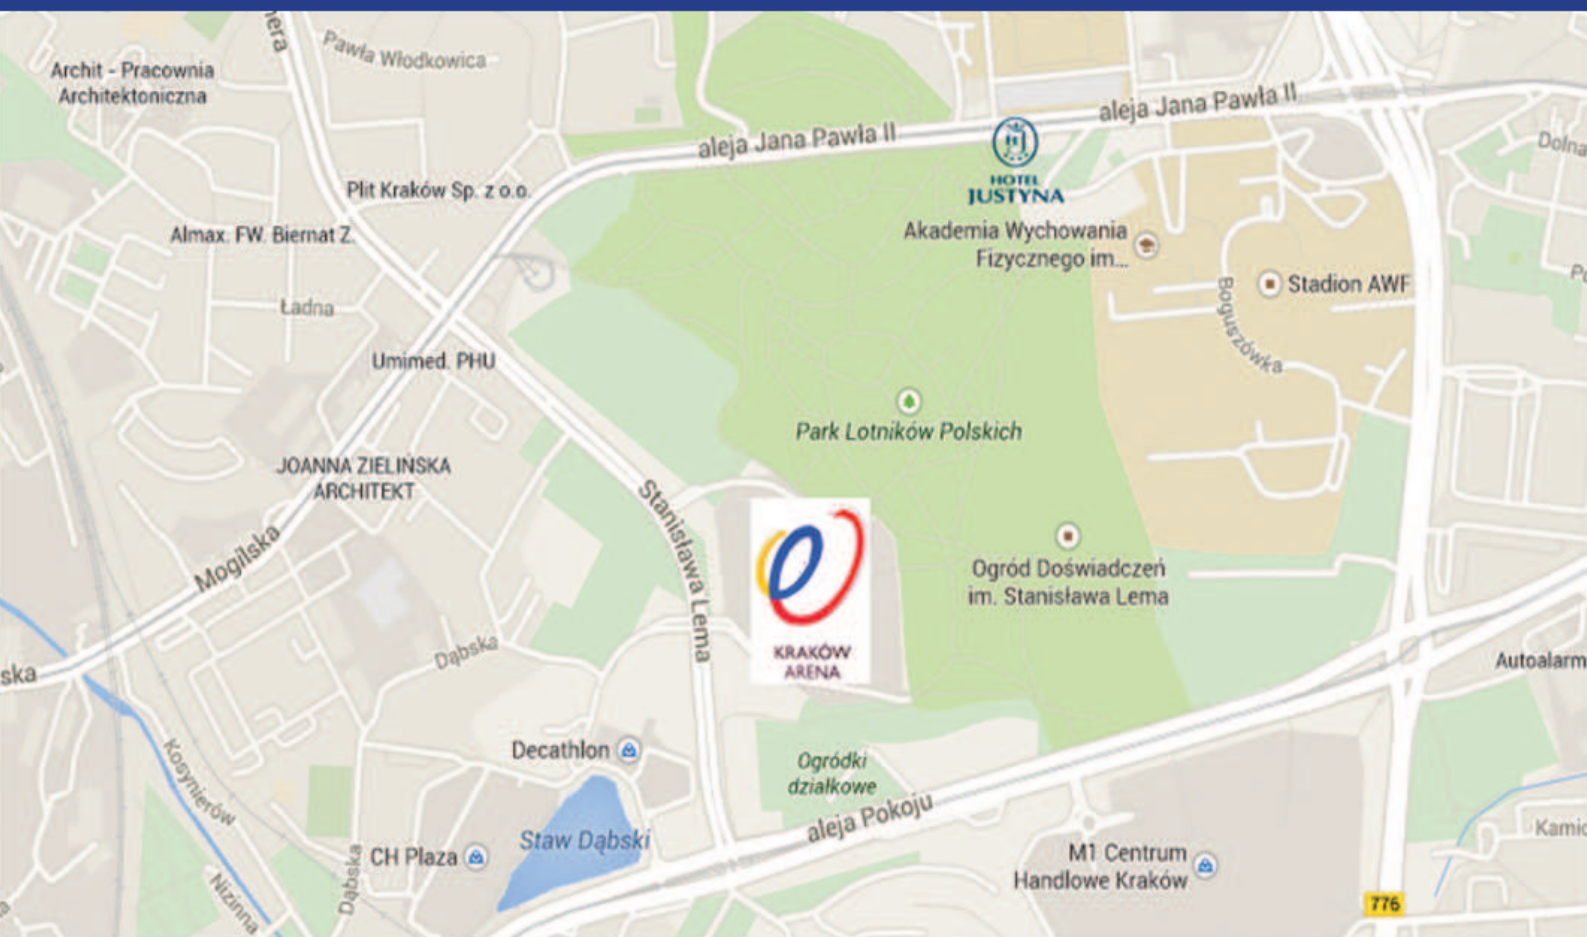 nera
Pawła Włodkowica
Archit - Pracownia
Architektoniczna
aleja Jana Pawła II
aleja Jana Pawła II
HOTEL
JUSTYNA
Dolna
Plit Kraków Sp. z o.o.
Almax. FW. Biernat Z.
Akademia Wychowania
Fizycznego im...
Stadion AWF
Boguszówka
Ładna
Umimed. PHU
Park Lotników Polskich
JOANNA ZIELIŃSKA
ARCHITEKT
Stanisława Lema
Mogilska
Ogród Doświadczeń
im. Stanisława Lema
KRAKÓW
ARENA
Dąbska
ska
Autoalarm
Kosynierów
Decathlon
Ogródki
działkowe
aleja Pokoju
Staw Dąbski
CH Plaza
Dąbska
Nizinna
M1 Centrum
Handlowe Kraków
776